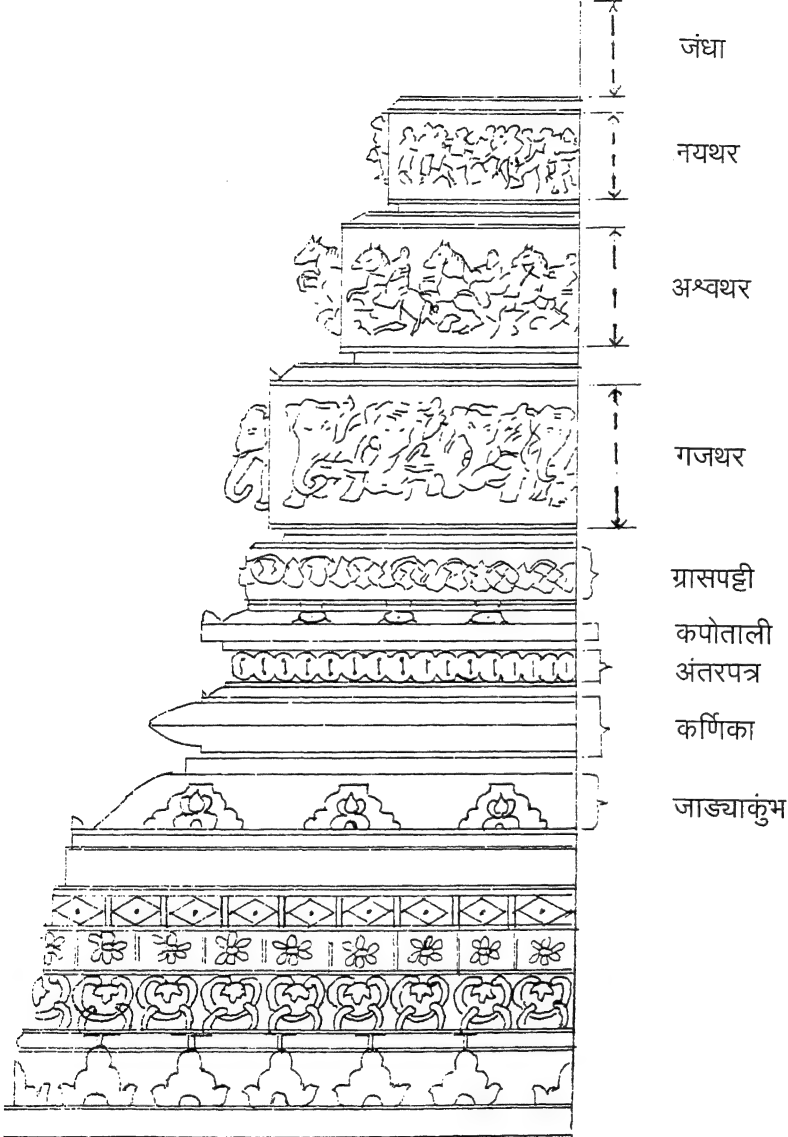 जंधा
नयथर
अश्वथर
गजथर
ग्रासपट्टी
कपोताली
अंतरपत्र
कर्णिका
जाड्याकुंभ